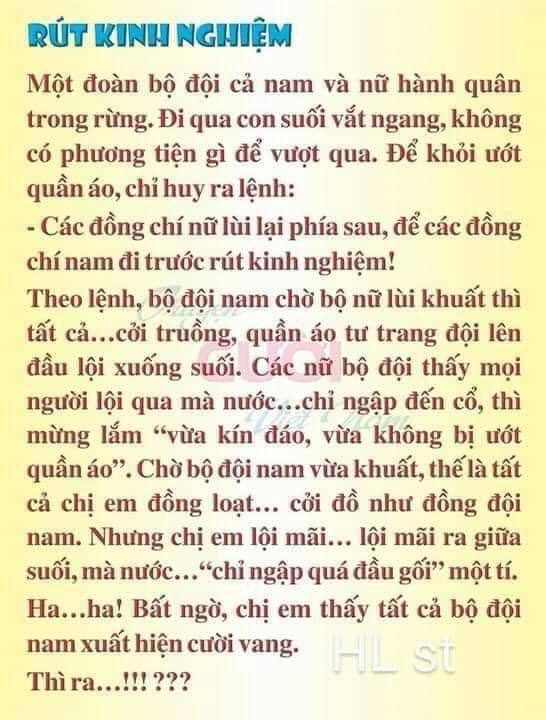 RÚT KINH NGHIỆM
Một đoàn bộ đội cả nam và nữ hành quân
trong rừng. Đi qua con suối vắt ngang, không
có phương tiện gì để vượt qua. Để khỏi ướt
quần áo, chỉ huy ra lệnh:
- Các đồng chí nữ lùi lại phía sau, để các đồng
chí nam đi trước rút kinh nghiệm!
Theo lệnh, bộ đội nam chờ bộ nữ lùi khuất thì
tất cả...cởi truồng, quần áo tư trang đội lên
đầu lội xuống suối. Các nữ bộ đội thấy mọi
người lội qua mà nước...chỉ ngập đến cổ, thì
mừng lắm “vừa kín đáo, vừa không bị ướt
quần áo”. Chờ bộ đội nam vừa khuất, thế là tất
cả chị em đồng loạt... cởi đồ như đồng đội
nam. Nhưng chị em lội mãi... lội mãi ra giữa
suối, mà nước...“chỉ ngập quá đầu gối” một tí.
Ha...ha! Bất ngờ, chị em thấy tất cả bộ đội
nam xuất hiện cười vang.
Thì ra...!!! ???
Truyện
CƯỜI
Việt Nam
HL st